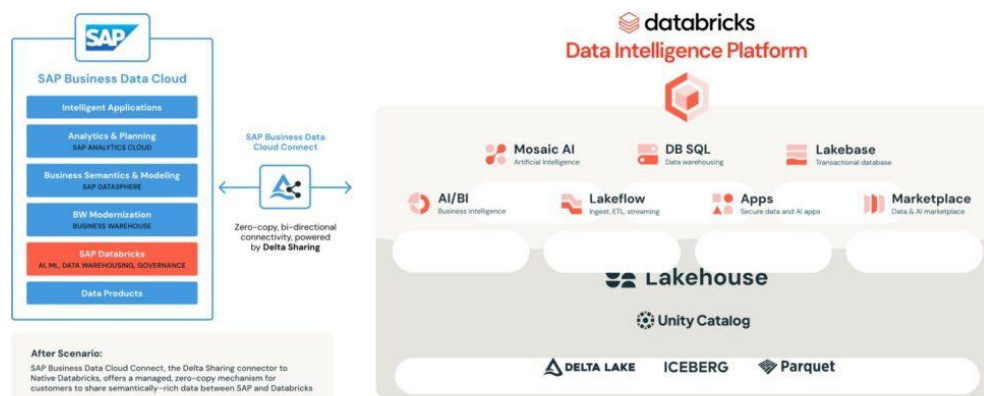 SAP
SAP Business Data Cloud
Intelligent Applications
Analytics & Planning
SAP ANALYTICS CLOUD
Business Semantics & Modeling
SAP DATASPHERE
BW Modernization
BUSINESS WAREHOUSE
SAP Databricks
AI, ML, DATA WAREHOUSING, GOVERNANCE
Data Products
SAP Business Data
Cloud Connect
Zero-copy, bi-directional
connectivity, powered
by Delta Sharing
databricks
Data Intelligence Platform
Mosaic AI
Artificial Intelligence
DB SQL
Data warehousing
Lakebase
Transactional database
AI/BI
Business intelligence
Lakeflow
Ingest, ETL, streaming
Apps
Secure data and AI apps
Marketplace
Data & AI marketplace
Lakehouse
Unity Catalog
DELTA LAKE
ICEBERG
Parquet
After Scenario:
SAP Business Data Cloud Connect, the Delta Sharing connector to
Native Databricks, offers a managed, zero-copy mechanism for
customers to share semantically-rich data between SAP and Databricks